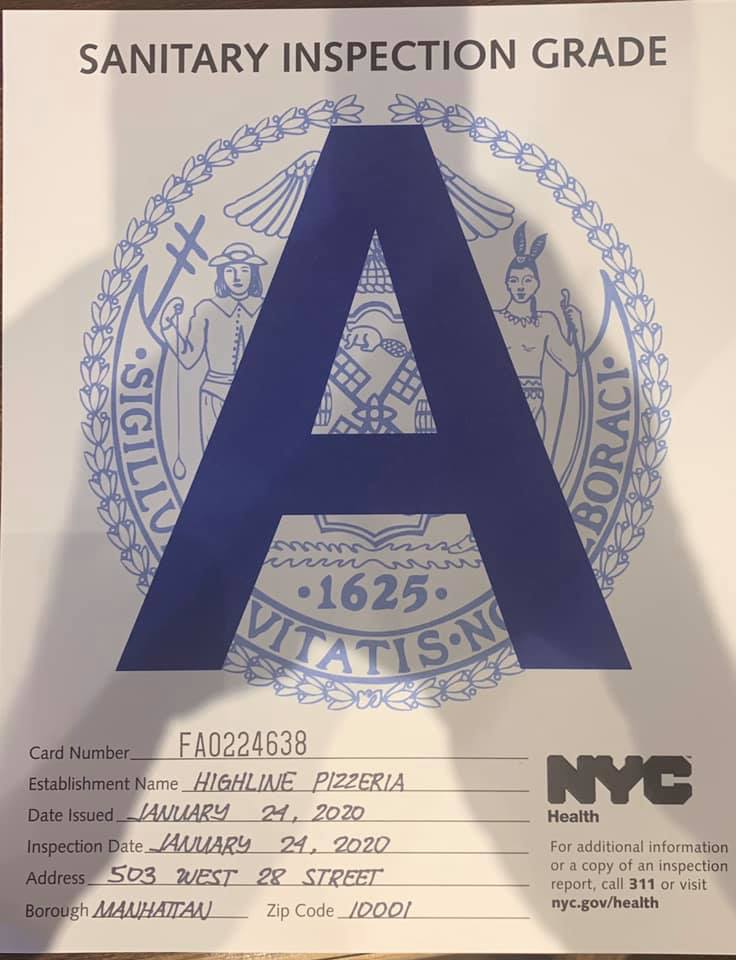 SANITARY INSPECTION GRADE
A
SIGILLU
VITATIS·NO
BORACI·
·1625·
Card Number FA0224638
Establishment Name HIGHLINE PIZZERIA
Date Issued JANUARY 24, 2020
Inspection Date JANUARY 24, 2020
Address 503 WEST 28 STREET
Borough MANHATTAN Zip Code 10001
NYC
Health
For additional information
or a copy of an inspection
report, call 311 or visit
nyc.gov/health